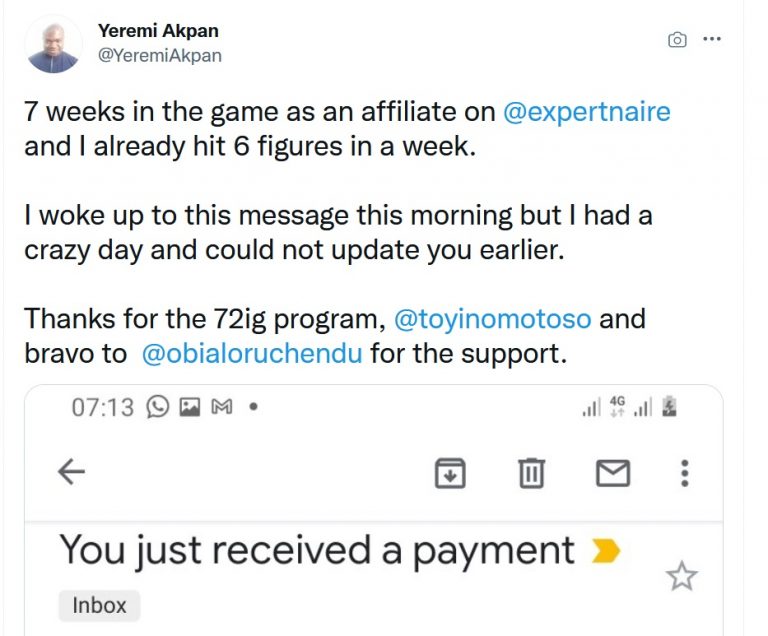 Yeremi Akpan
@YeremiAkpan
7 weeks in the game as an affiliate on @expertnaire
and I already hit 6 figures in a week.
I woke up to this message this morning but I had a
crazy day and could not update you earlier.
Thanks for the 72ig program, @toyinomotoso and
bravo to @obialoruchendu for the support.
07:13
4G
You just received a payment
Inbox